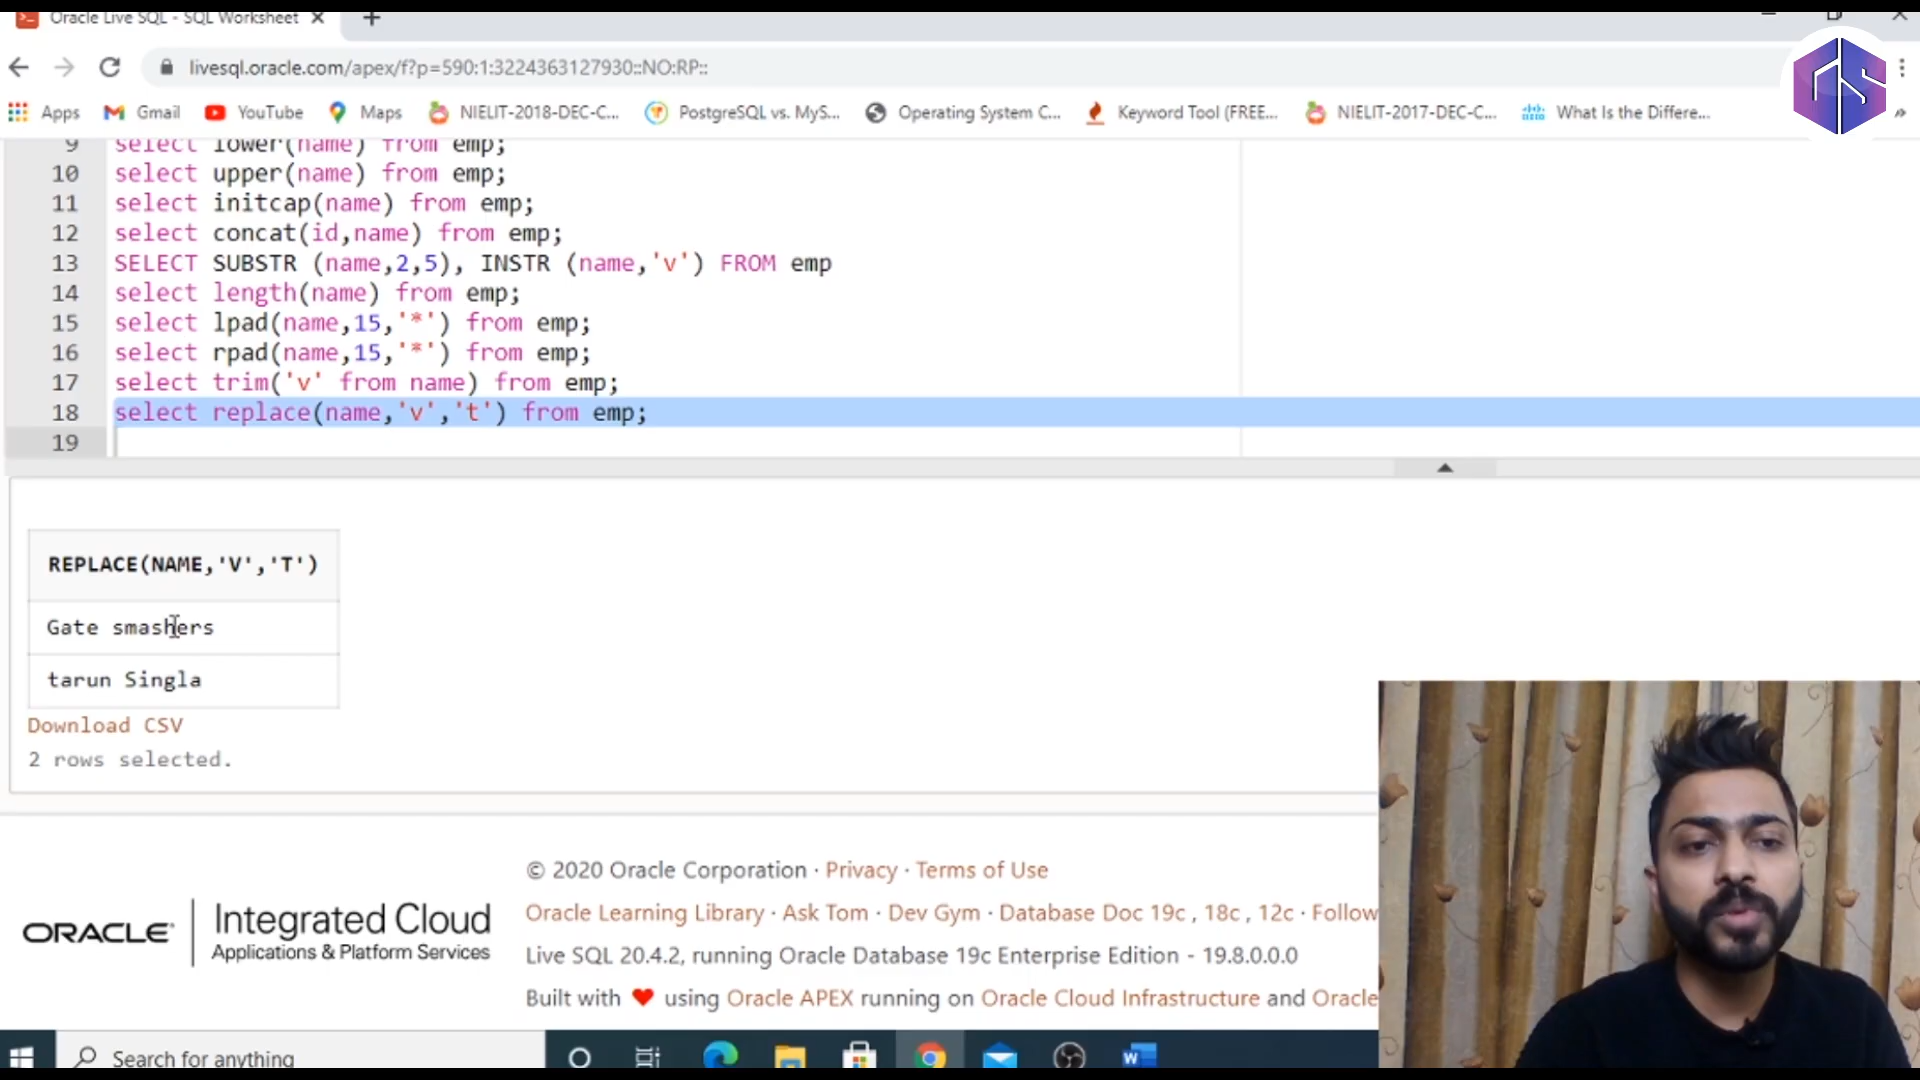 Oracle Live SQL - SQL Worksheet
livesql.oracle.com/apex/f?p=590:1:3224363127930::NO:RP::
Apps Gmail YouTube Maps NIELIT-2018-DEC-C... PostgreSQL vs. MyS... Operating System C... Keyword Tool (FREE... NIELIT-2017-DEC-C... What Is the Differe... »
9 select lower(name) from emp;
10 select upper(name) from emp;
11 select initcap(name) from emp;
12 select concat(id,name) from emp;
13 SELECT SUBSTR (name,2,5), INSTR (name,'v') FROM emp
14 select length(name) from emp;
15 select lpad(name,15,'*') from emp;
16 select rpad(name,15,'*') from emp;
17 select trim('v' from name) from emp;
18 select replace(name,'v','t') from emp;
19
REPLACE(NAME,'V','T')
Gate smashers
tarun Singla
Download CSV
2 rows selected.
ORACLE Integrated Cloud
Applications & Platform Services
© 2020 Oracle Corporation · Privacy · Terms of Use
Oracle Learning Library · Ask Tom · Dev Gym · Database Doc 19c , 18c , 12c · Follow
Live SQL 20.4.2, running Oracle Database 19c Enterprise Edition - 19.8.0.0.0
Built with ❤ using Oracle APEX running on Oracle Cloud Infrastructure and Oracle
Search for anything